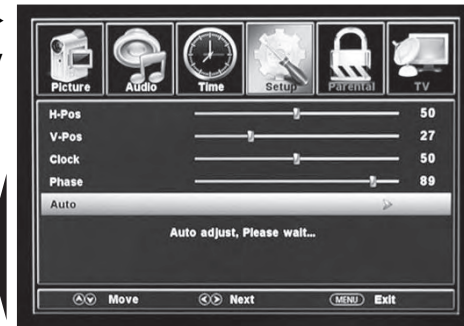 Picture Audio Time Setup Parental TV
H-Pos 50
V-Pos 27
Clock 50
Phase 89
Auto
Auto adjust, Please wait...
Move Next MENU Exit